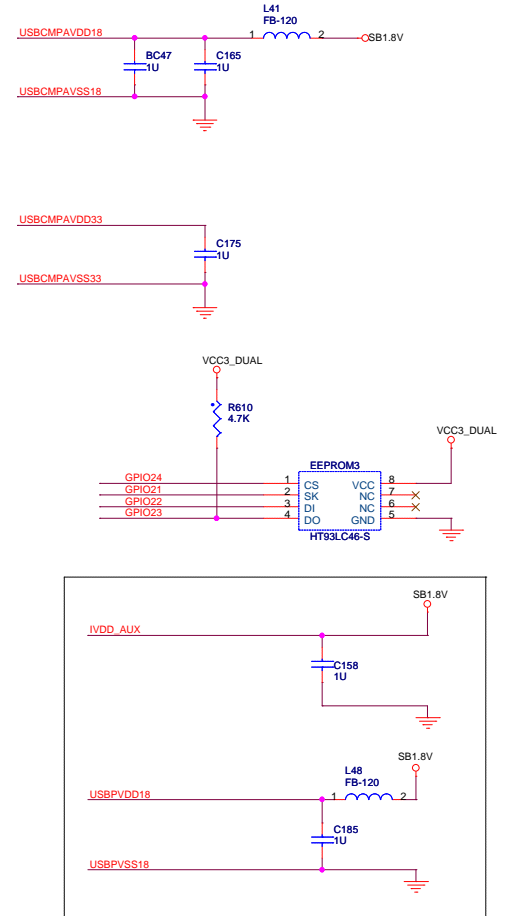 L41
FB-120
USBCMPAVDD18
1
2
SB1.8V
BC47
1U
C165
1U
USBCMPAVSS18
USBCMPAVDD33
C175
1U
USBCMPAVSS33
VCC3_DUAL
R610
4.7K
VCC3_DUAL
EEPROM3
GPIO24 1 CS VCC 8
GPIO21 2 SK NC 7
GPIO22 3 DI NC 6
GPIO23 4 DO GND 5
HT93LC46-S
SB1.8V
IVDD_AUX
C158
1U
SB1.8V
L48
FB-120
USBPVDD18
1
2
C185
1U
USBPVSS18